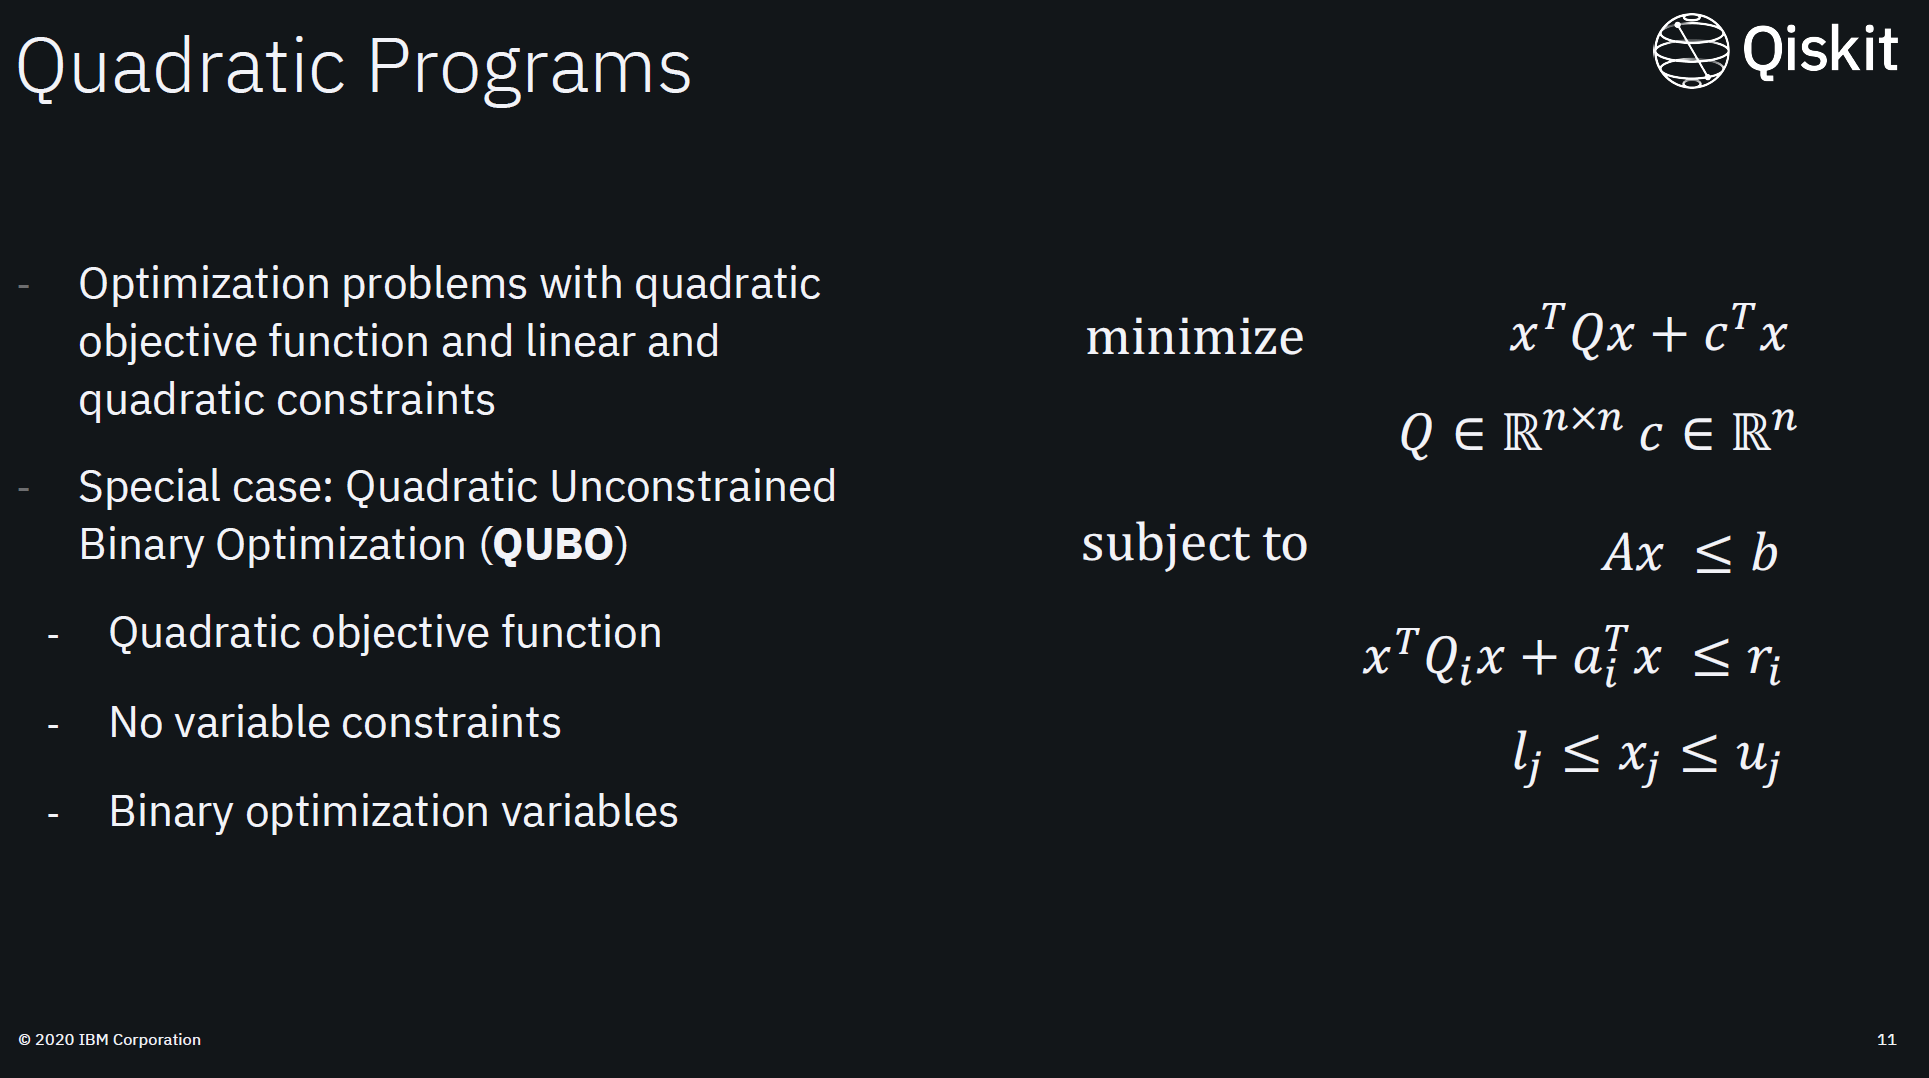 Quadratic Programs
Qiskit
- Optimization problems with quadratic
objective function and linear and
quadratic constraints
- Special case: Quadratic Unconstrained
Binary Optimization (QUBO)
- Quadratic objective function
- No variable constraints
- Binary optimization variables
minimize x^T Qx + c^T x
Q ∈ ℝ^{n×n} c ∈ ℝ^n
subject to Ax ≤ b
x^T Q_i x + a_i^T x ≤ r_i
l_j ≤ x_j ≤ u_j
© 2020 IBM Corporation
11